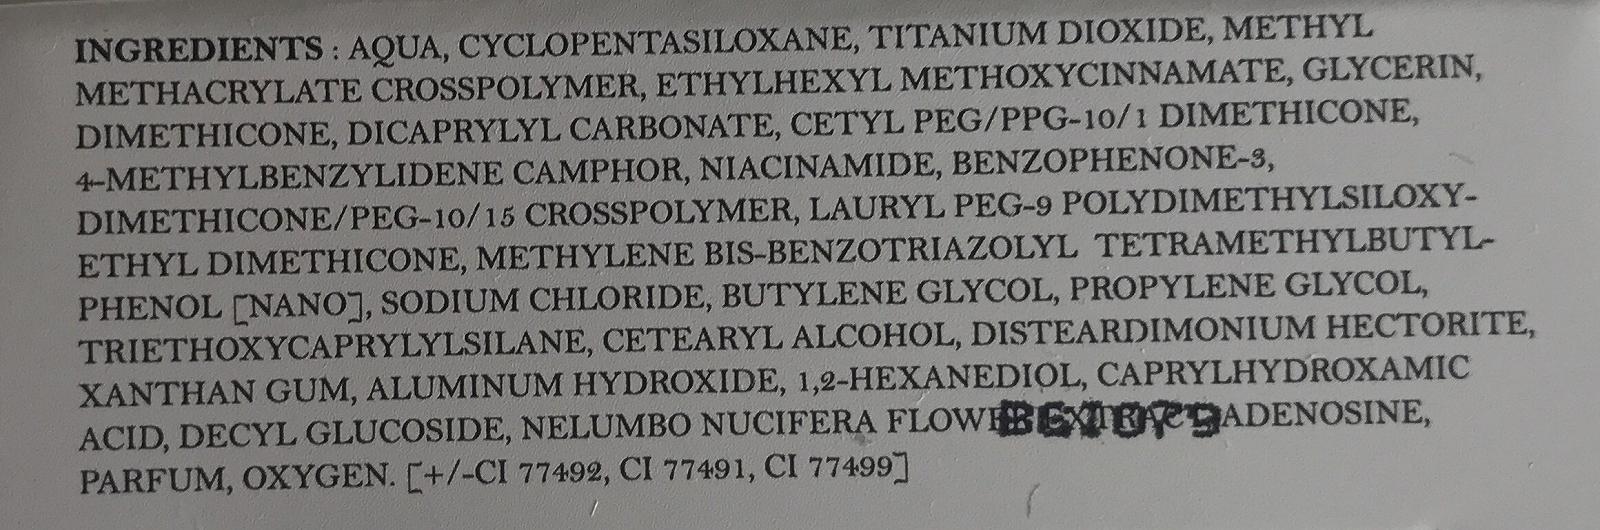 INGREDIENTS : AQUA, CYCLOPENTASILOXANE, TITANIUM DIOXIDE, METHYL
METHACRYLATE CROSSPOLYMER, ETHYLHEXYL METHOXYCINNAMATE, GLYCERIN,
DIMETHICONE, DICAPRYLYL CARBONATE, CETYL PEG/PPG-10/1 DIMETHICONE,
4-METHYLBENZYLIDENE CAMPHOR, NIACINAMIDE, BENZOPHENONE-3,
DIMETHICONE/PEG-10/15 CROSSPOLYMER, LAURYL PEG-9 POLYDIMETHYLSILOXY-
ETHYL DIMETHICONE, METHYLENE BIS-BENZOTRIAZOLYL TETRAMETHYLBUTYL-
PHENOL [NANO], SODIUM CHLORIDE, BUTYLENE GLYCOL, PROPYLENE GLYCOL,
TRIETHOXYCAPRYLYLSILANE, CETEARYL ALCOHOL, DISTEARDIMONIUM HECTORITE,
XANTHAN GUM, ALUMINUM HYDROXIDE, 1,2-HEXANEDIOL, CAPRYLHYDROXAMIC
ACID, DECYL GLUCOSIDE, NELUMBO NUCIFERA FLOWER EXTRACT, ADENOSINE,
PARFUM, OXYGEN. [+/-CI 77492, CI 77491, CI 77499]